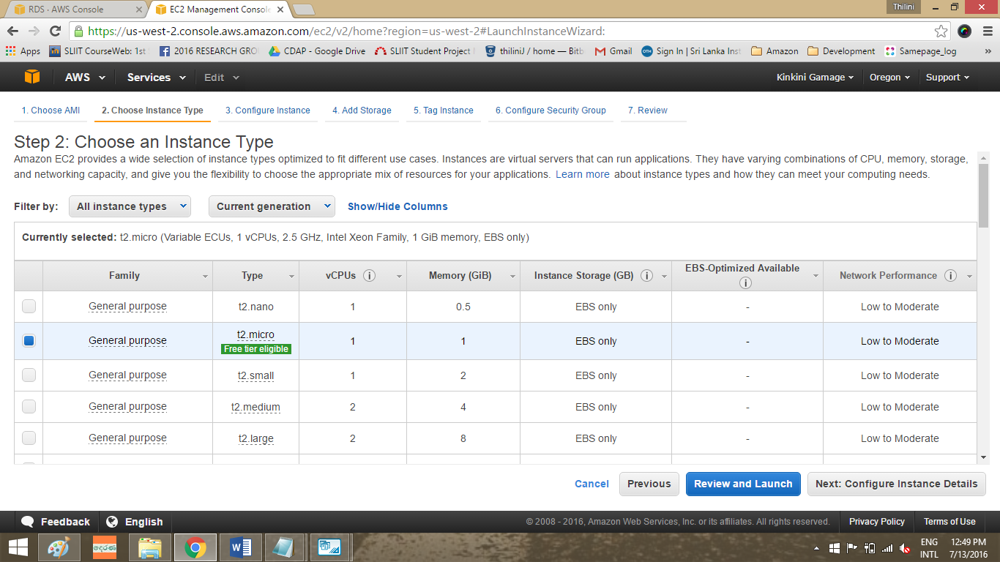 RDS · AWS Console
EC2 Management Console
Thilini
https://us-west-2.console.aws.amazon.com/ec2/v2/home?region=us-west-2#LaunchInstanceWizard:
Apps
SLIIT CourseWeb: 1st
2016 RESEARCH GRO
CDAP - Google Drive
SLIIT Student Project
thiliniJ / home — Bitb
Gmail
Sign In | Sri Lanka Inst
Amazon
Development
Samepage_log
»
AWS
Services
Edit
Kinkini Gamage
Oregon
Support
1. Choose AMI
2. Choose Instance Type
3. Configure Instance
4. Add Storage
5. Tag Instance
6. Configure Security Group
7. Review
Step 2: Choose an Instance Type
Amazon EC2 provides a wide selection of instance types optimized to fit different use cases. Instances are virtual servers that can run applications. They have varying combinations of CPU, memory, storage,
and networking capacity, and give you the flexibility to choose the appropriate mix of resources for your applications. Learn more about instance types and how they can meet your computing needs.
Filter by: All instance types Current generation Show/Hide Columns
Currently selected: t2.micro (Variable ECUs, 1 vCPUs, 2.5 GHz, Intel Xeon Family, 1 GiB memory, EBS only)
Family Type vCPUs Memory (GiB) Instance Storage (GB) EBS-Optimized Available Network Performance
General purpose t2.nano 1 0.5 EBS only - Low to Moderate
General purpose t2.micro 1 1 EBS only - Low to Moderate
Free tier eligible
General purpose t2.small 1 2 EBS only - Low to Moderate
General purpose t2.medium 2 4 EBS only - Low to Moderate
General purpose t2.large 2 8 EBS only - Low to Moderate
Cancel
Previous
Review and Launch
Next: Configure Instance Details
Feedback
English
© 2008 - 2016, Amazon Web Services, Inc. or its affiliates. All rights reserved.
Privacy Policy
Terms of Use
ENG
INTL
12:49 PM
7/13/2016